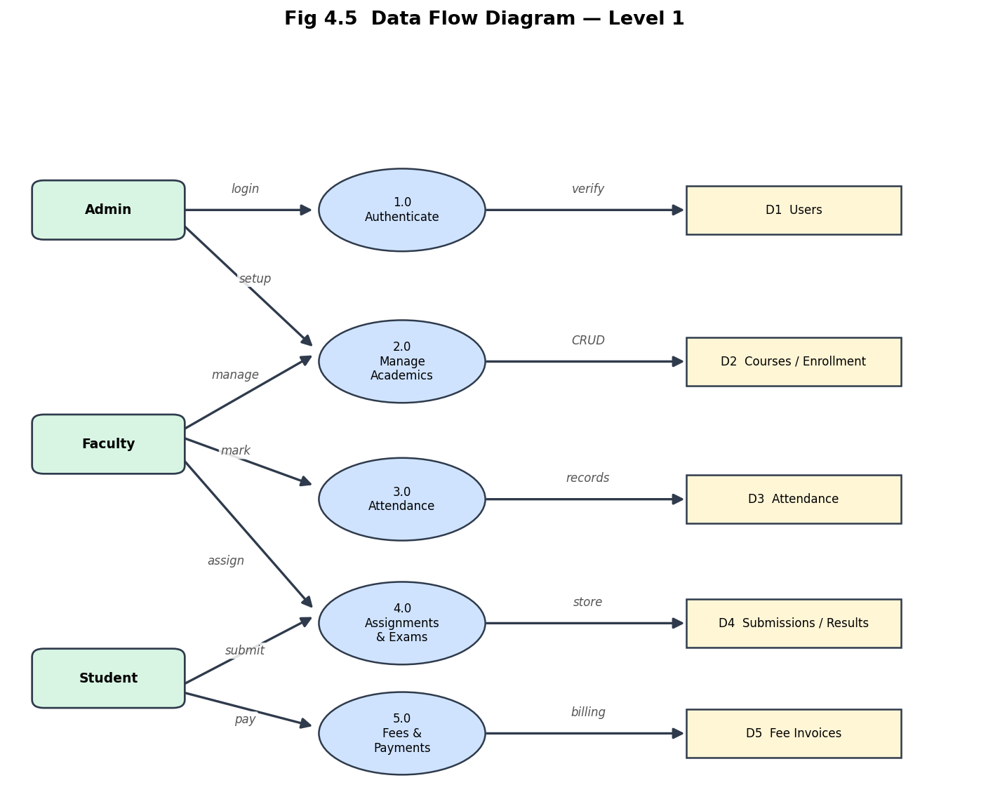 Fig 4.5  Data Flow Diagram — Level 1
Admin
login
1.0
Authenticate
verify
D1  Users
setup
2.0
Manage
Academics
CRUD
D2  Courses / Enrollment
manage
Faculty
mark
3.0
Attendance
records
D3  Attendance
assign
4.0
Assignments
& Exams
store
D4  Submissions / Results
submit
Student
pay
5.0
Fees &
Payments
billing
D5  Fee Invoices